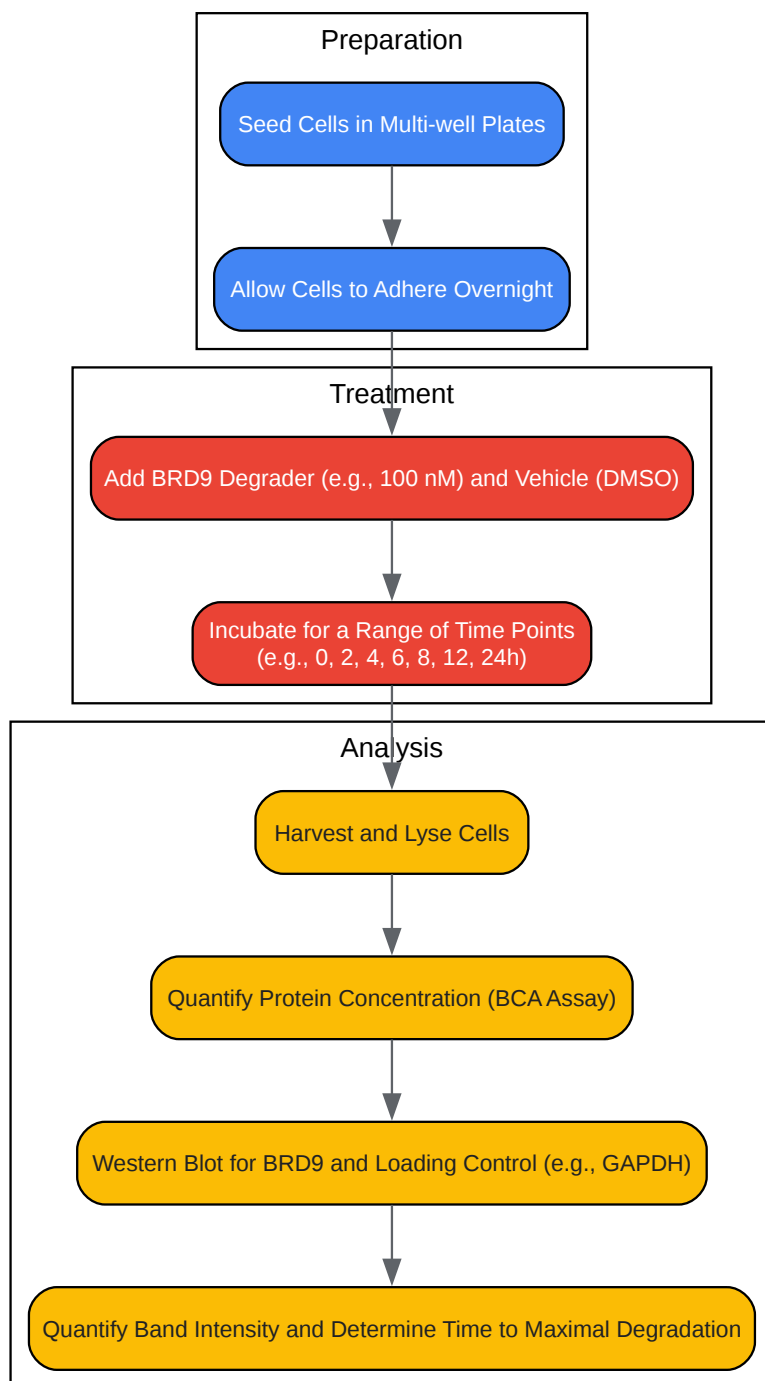 Preparation
Seed Cells in Multi-well Plates
Allow Cells to Adhere Overnight
Treatment
Add BRD9 Degrader (e.g., 100 nM) and Vehicle (DMSO)
Incubate for a Range of Time Points
(e.g., 0, 2, 4, 6, 8, 12, 24h)
Analysis
Harvest and Lyse Cells
Quantify Protein Concentration (BCA Assay)
Western Blot for BRD9 and Loading Control (e.g., GAPDH)
Quantify Band Intensity and Determine Time to Maximal Degradation